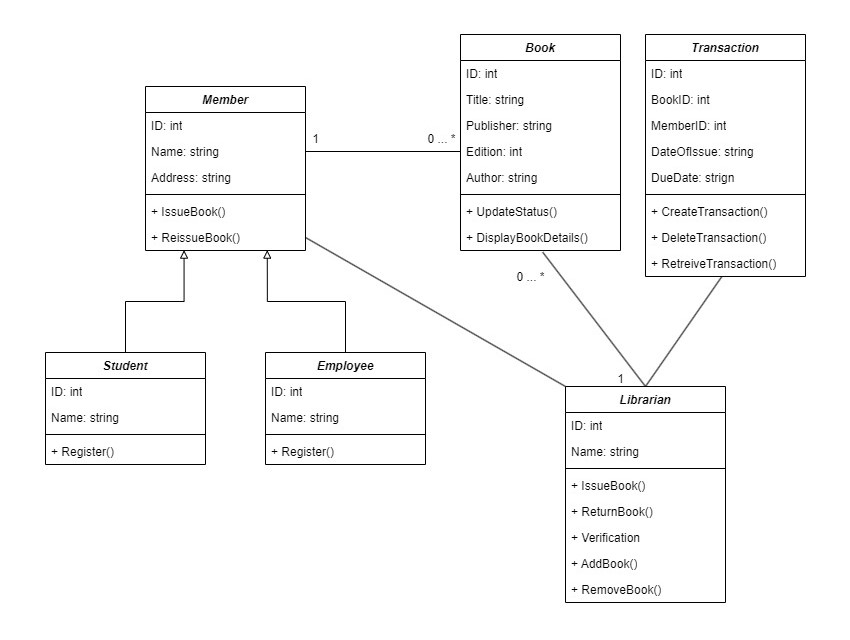 Member
ID: int
Name: string
Address: string
+ IssueBook()
+ ReissueBook()
1
0 ... *
Book
ID: int
Title: string
Publisher: string
Edition: int
Author: string
+ UpdateStatus()
+ DisplayBookDetails()
Transaction
ID: int
BookID: int
MemberID: int
DateOfIssue: string
DueDate: strign
+ CreateTransaction()
+ DeleteTransaction()
+ RetreiveTransaction()
0 ... *
1
Student
ID: int
Name: string
+ Register()
Employee
ID: int
Name: string
+ Register()
Librarian
ID: int
Name: string
+ IssueBook()
+ ReturnBook()
+ Verification
+ AddBook()
+ RemoveBook()